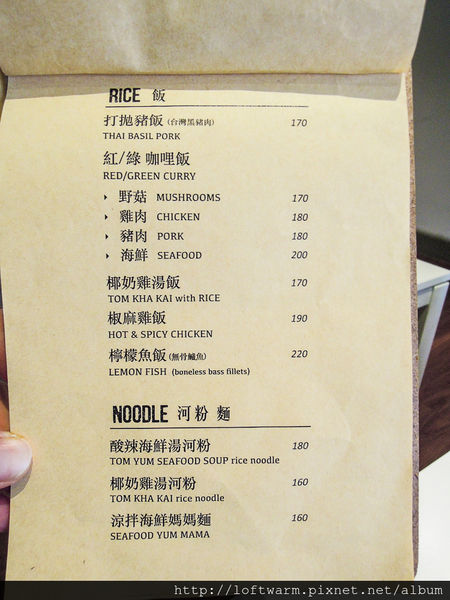 RICE 飯
打拋豬飯 (台灣黑豬肉) 170
THAI BASIL PORK
紅/綠 咖哩飯
RED/GREEN CURRY
野菇 MUSHROOMS 170
雞肉 CHICKEN 180
豬肉 PORK 180
海鮮 SEAFOOD 200
椰奶雞湯飯 170
TOM KHA KAI with RICE
椒麻雞飯 190
HOT & SPICY CHICKEN
檸檬魚飯 (無骨鱸魚) 220
LEMON FISH (boneless bass fillets)
NOODLE 河粉 麵
酸辣海鮮湯河粉 180
TOM YUM SEAFOOD SOUP rice noodle
椰奶雞湯河粉 160
TOM KHA KAI rice noodle
涼拌海鮮媽媽麵 160
SEAFOOD YUM MAMA
http://loftwarm.pixnet.net/album